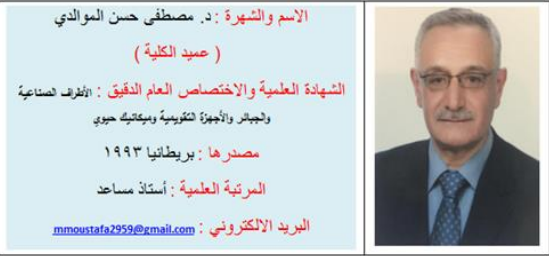 الاسم والشهرة : د. مصطفى حسن الموالدي
( عميد الكلية )
الشهادة العلمية والاختصاص العام الدقيق : الأطراف الصناعية
والجبائر والأجهزة التقويمية وميكانيك حيوي
مصدرها : بريطانيا ١٩٩٣
المرتبة العلمية : أستاذ مساعد
البريد الالكتروني : mmoustafa2959@gmail.com